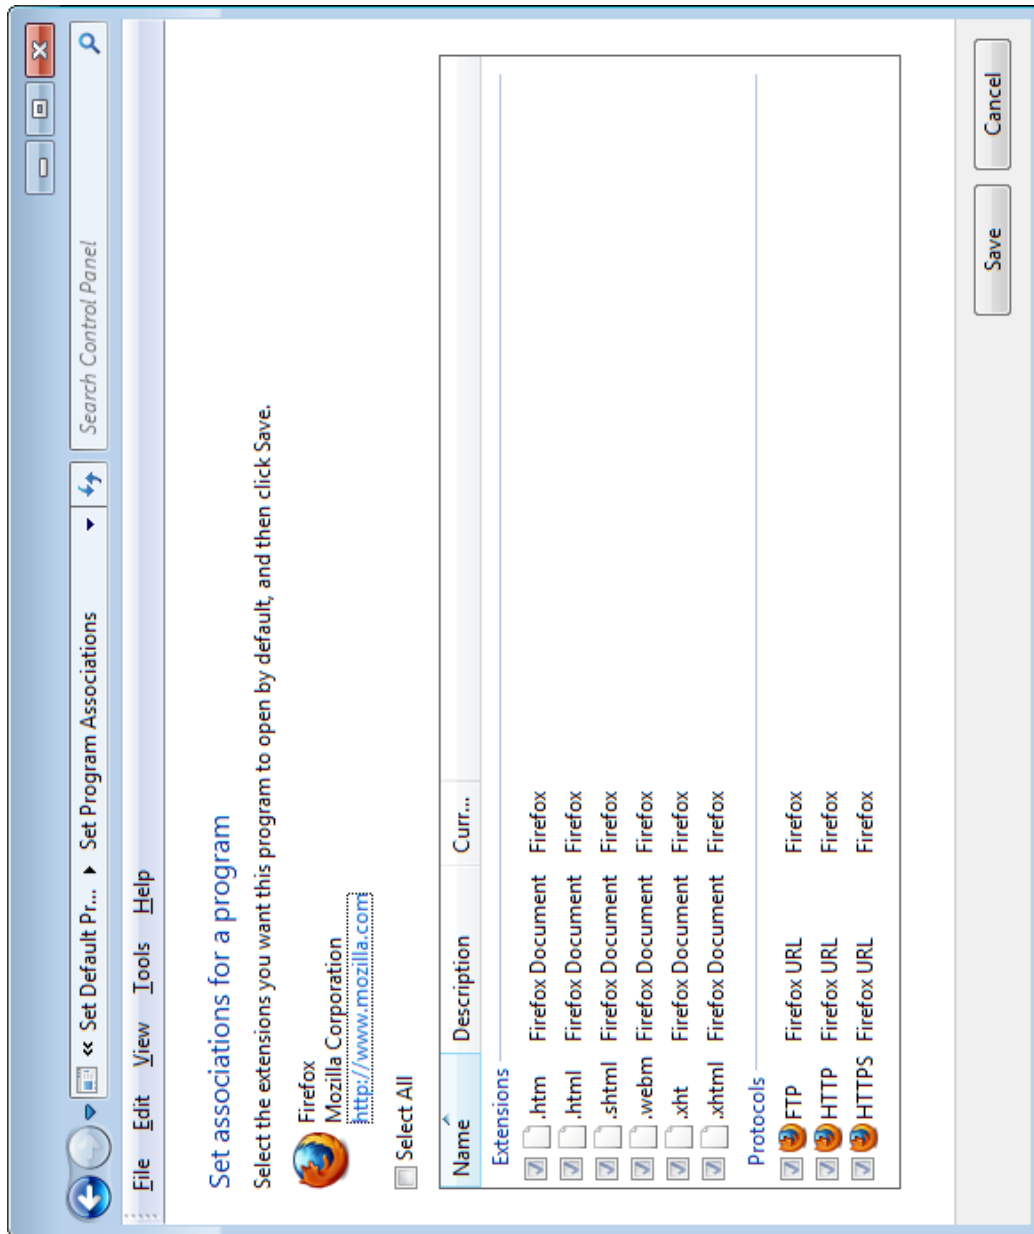 « Set Default Pr... Set Program Associations
Search Control Panel
File Edit View Tools Help
Set associations for a program
Select the extensions you want this program to open by default, and then click Save.
Firefox
Mozilla Corporation
http://www.mozilla.com
Select All
Name Description Curr...
Extensions
.htm Firefox Document Firefox
.html Firefox Document Firefox
.shtml Firefox Document Firefox
.webm Firefox Document Firefox
.xht Firefox Document Firefox
.xhtml Firefox Document Firefox
Protocols
FTP Firefox URL Firefox
HTTP Firefox URL Firefox
HTTPS Firefox URL Firefox
Save Cancel